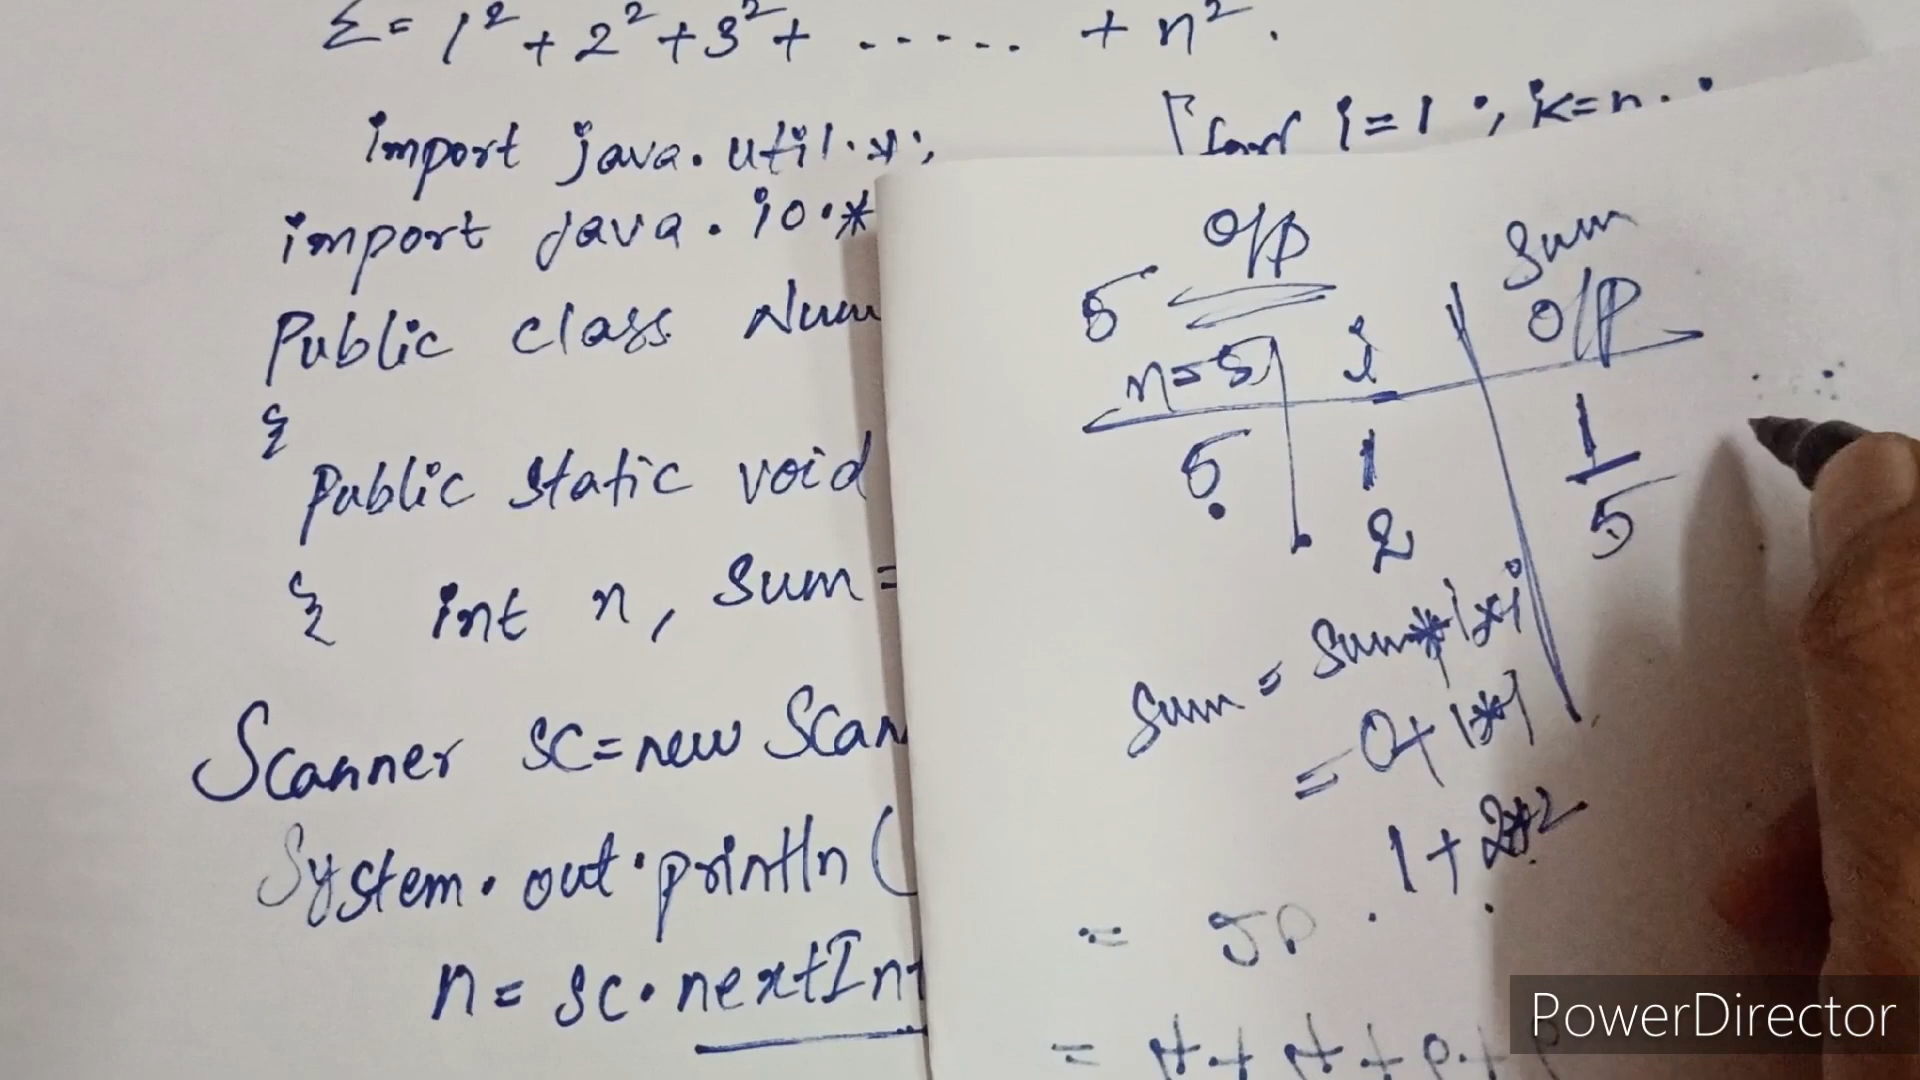 Σ= 1²+2²+3²+ ...... + n².
import java.util.*;
import java.io.*
Public class Num
{
Public static void
{ int n, Sum =
Scanner sc=new Scan
System.out.println(
n= sc.nextInt
i=1; i<=n.
O/P
5
Sum
O/P
n=5 i
5 1 1
2 5
Sum = Sum+i*i
= 0+1*1
1+2*2
=
=
PowerDirector